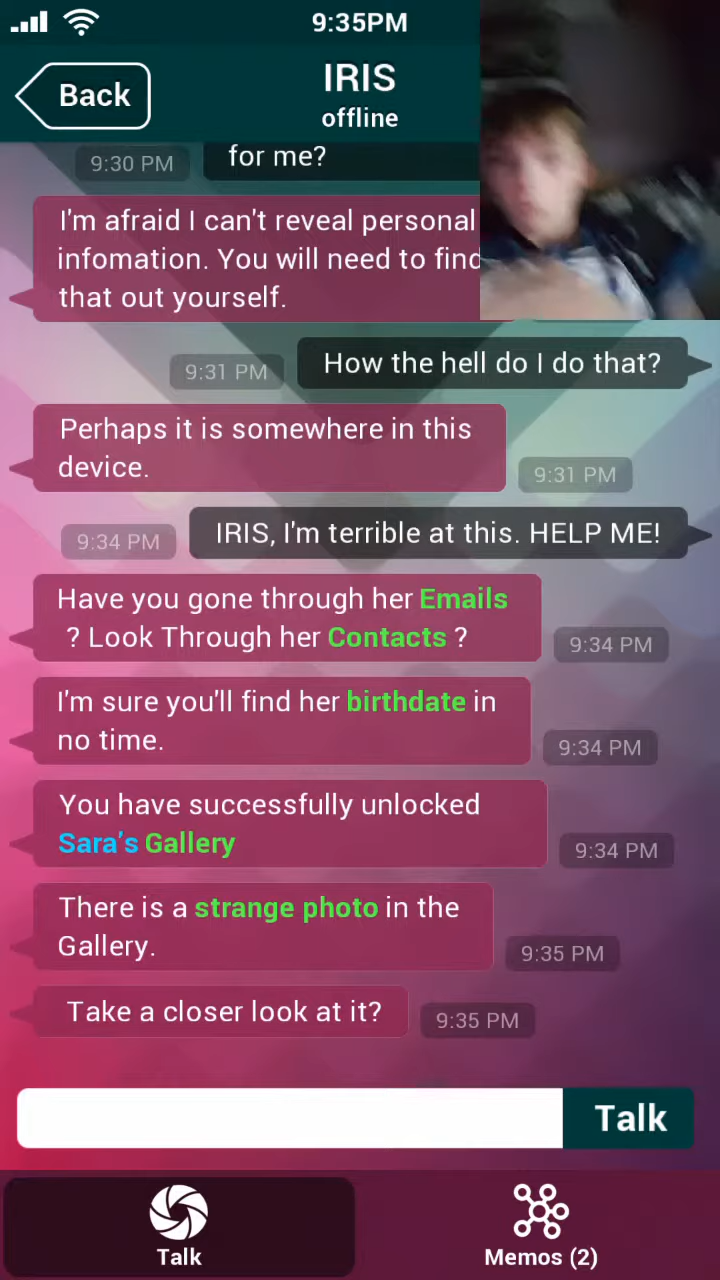 9:35PM
Back
IRIS
offline
9:30 PM
for me?
I'm afraid I can't reveal personal
infomation. You will need to find
that out yourself.
9:31 PM
How the hell do I do that?
Perhaps it is somewhere in this
device.
9:31 PM
9:34 PM
IRIS, I'm terrible at this. HELP ME!
Have you gone through her Emails
? Look Through her Contacts ?
9:34 PM
I'm sure you'll find her birthdate in
no time.
9:34 PM
You have successfully unlocked
Sara's Gallery
9:34 PM
There is a strange photo in the
Gallery.
9:35 PM
Take a closer look at it?
9:35 PM
Talk
Talk
Memos (2)